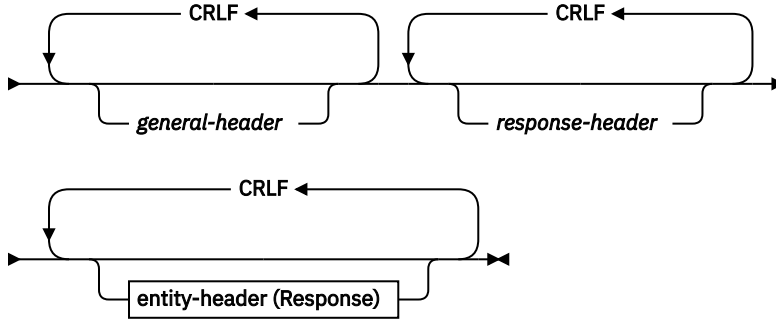 CRLF CRLF
general-header response-header
CRLF
entity-header (Response)